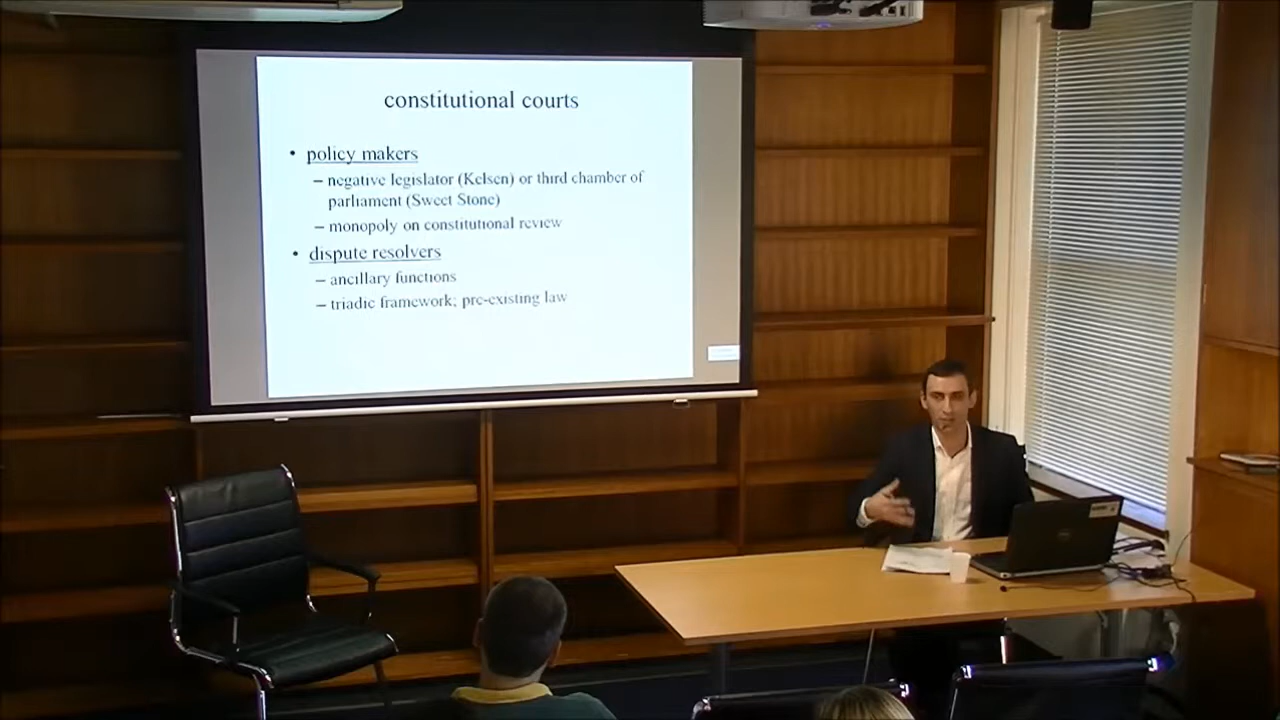 constitutional courts
• policy makers
– negative legislator (Kelsen) or third chamber of
parliament (Sweet Stone)
– monopoly on constitutional review
• dispute resolvers
– ancillary functions
– triadic framework; pre-existing law